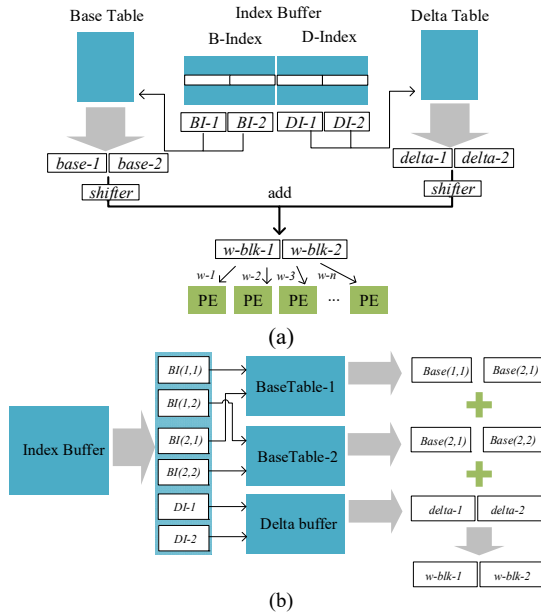 Base Table
Index Buffer
Delta Table
B-Index
D-Index
BI-1 BI-2 DI-1 DI-2
base-1 base-2
delta-1 delta-2
shifter
add
shifter
w-blk-1 w-blk-2
w-1 w-2 w-3 w-n
PE PE PE ... PE
(a)
Index Buffer
BI(1,1)
BI(1,2)
BI(2,1)
BI(2,2)
DI-1
DI-2
BaseTable-1
BaseTable-2
Delta buffer
Base(1,1) Base(2,1)
Base(2,1) Base(2,2)
delta-1 delta-2
w-blk-1 w-blk-2
(b)